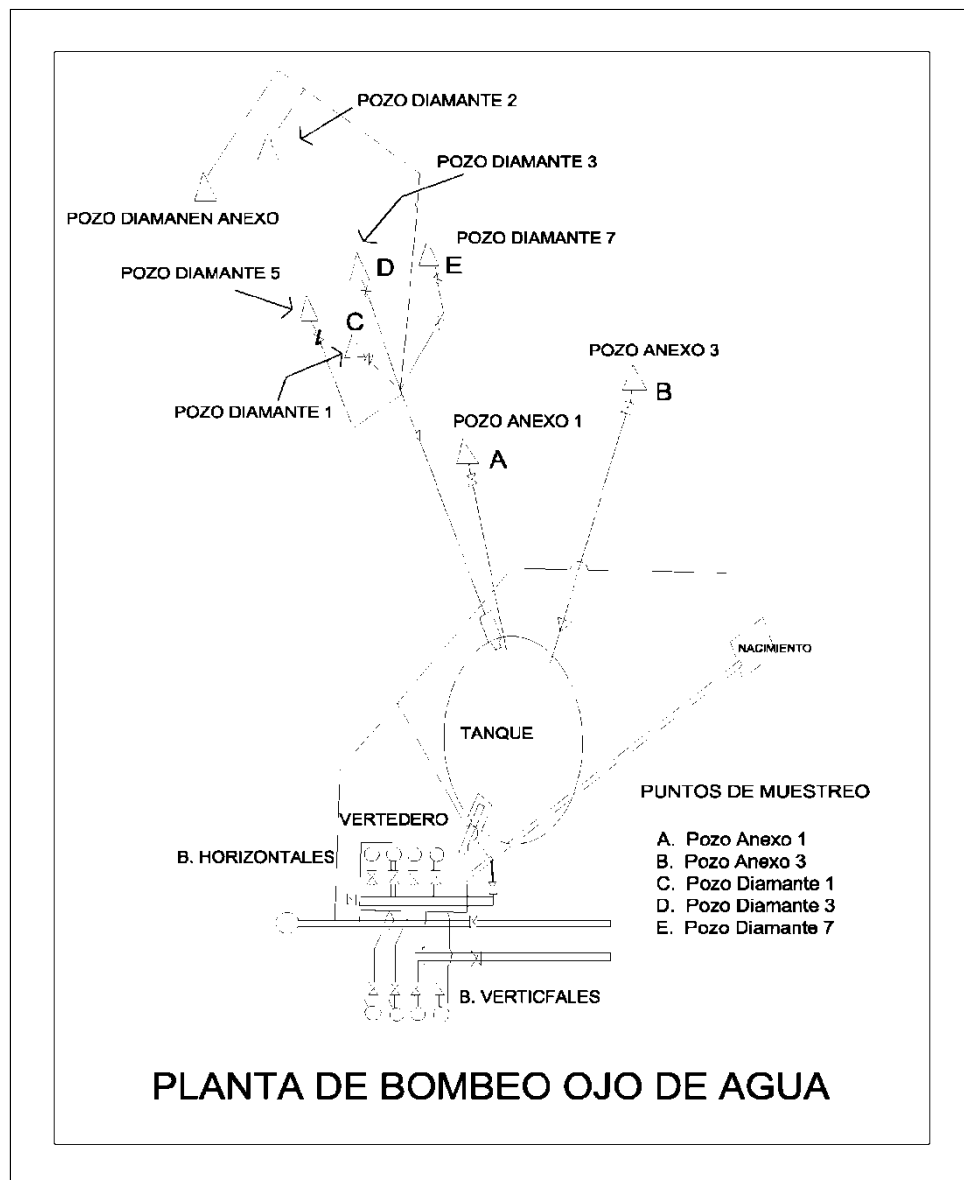 POZO DIAMANTE 2
POZO DIAMANTE 3
POZO DIAMANEN ANEXO
POZO DIAMANTE 7
D
E
POZO DIAMANTE 5
C
POZO ANEXO 3
B
POZO DIAMANTE 1
POZO ANEXO 1
A
NACIMIENTO
TANQUE
PUNTOS DE MUESTREO
VERTEDERO
A. Pozo Anexo 1
B. HORIZONTALES
B. Pozo Anexo 3
C. Pozo Diamante 1
D. Pozo Diamante 3
E. Pozo Diamante 7
B. VERTICFALES
PLANTA DE BOMBEO OJO DE AGUA